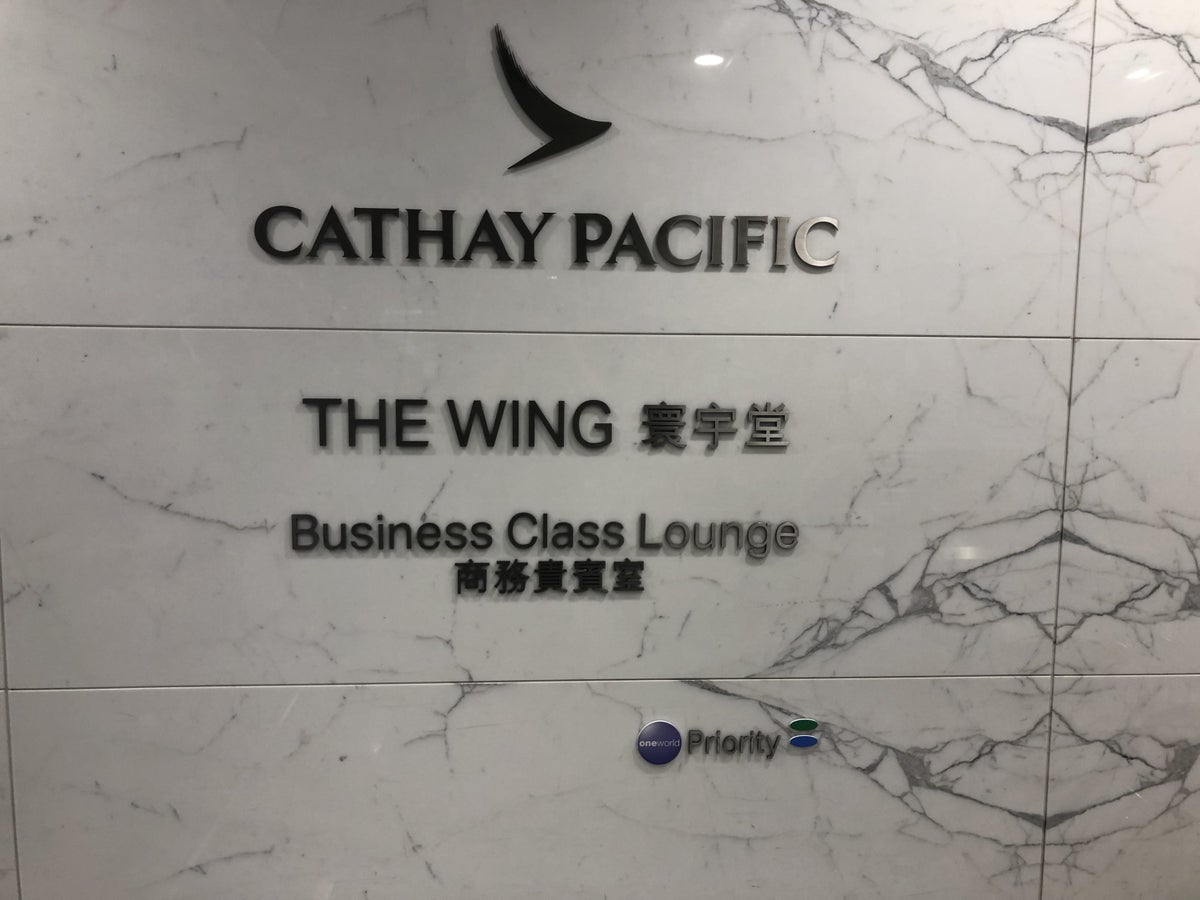 CATHAY PACIFIC
THE WING 寰宇堂
Business Class Lounge
商務貴賓室
oneworld Priority